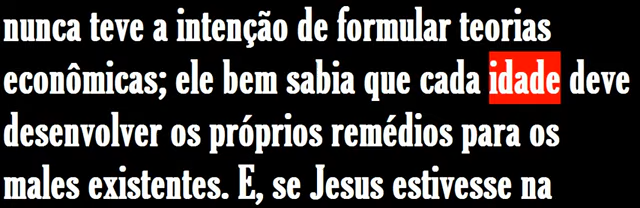 nunca teve a intenção de formular teorias
econômicas; ele bem sabia que cada idade deve
desenvolver os próprios remédios para os
males existentes. E, se Jesus estivesse na